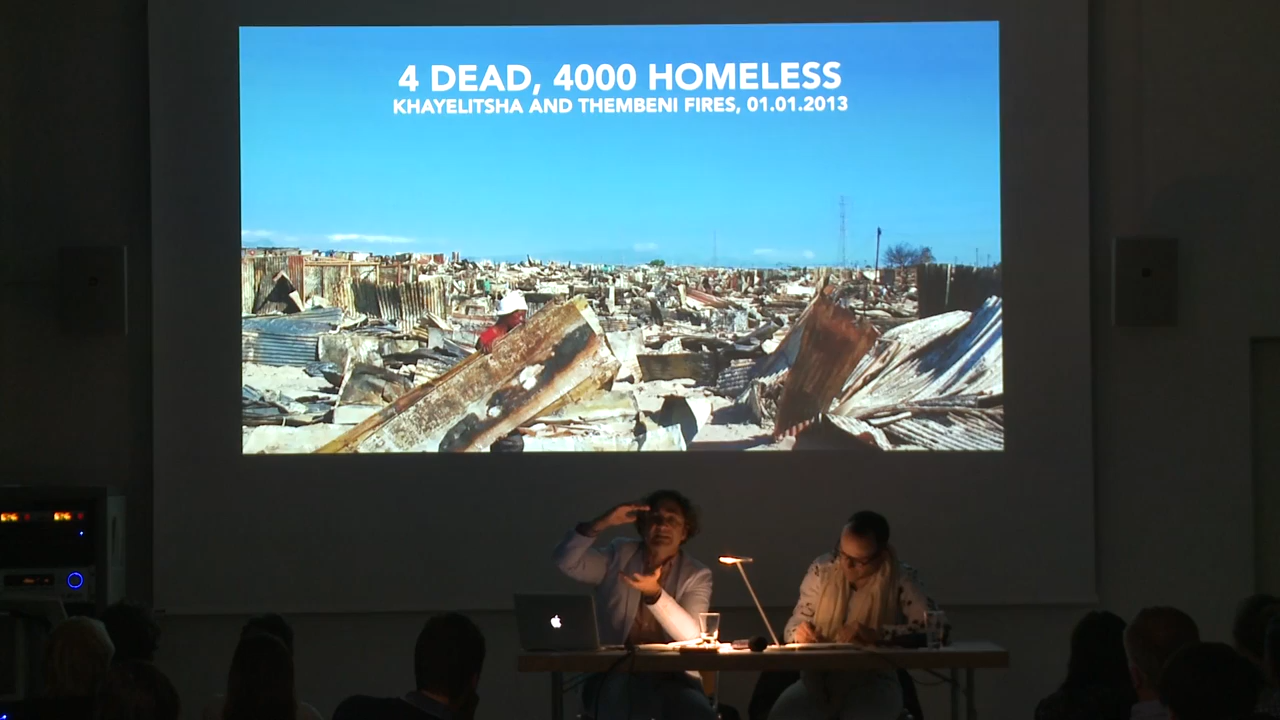 4 DEAD, 4000 HOMELESS
KHAYELITSHA AND THEMBENI FIRES, 01.01.2013